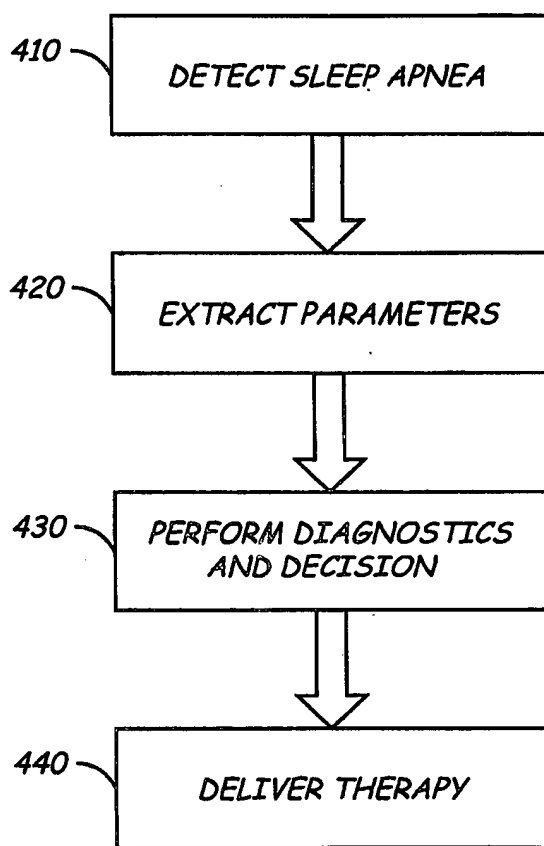 410
DETECT SLEEP APNEA
420
EXTRACT PARAMETERS
430
PERFORM DIAGNOSTICS
AND DECISION
440
DELIVER THERAPY